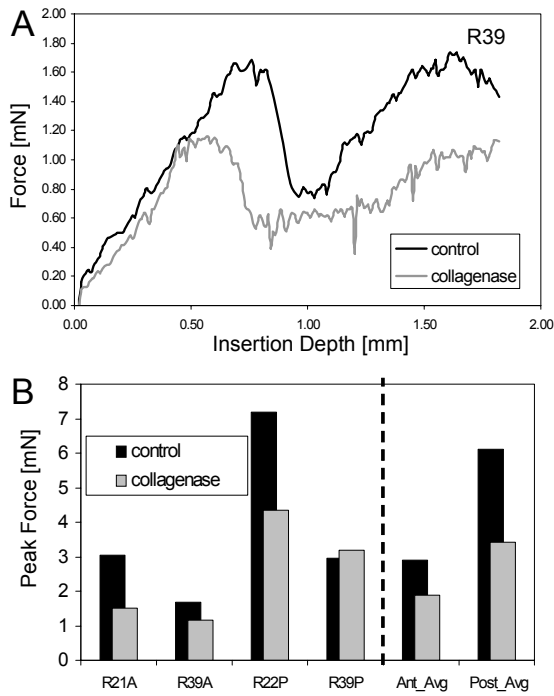 A
R39
2.00
1.80
1.60
1.40
1.20
1.00
0.80
0.60
0.40
0.20
0.00
Force [mN]
control
collagenase
0.00 0.50 1.00 1.50 2.00
Insertion Depth [mm]
B
8
7
6
5
4
3
2
1
0
Peak Force [mN]
control
collagenase
R21A R39A R22P R39P Ant_Avg Post_Avg